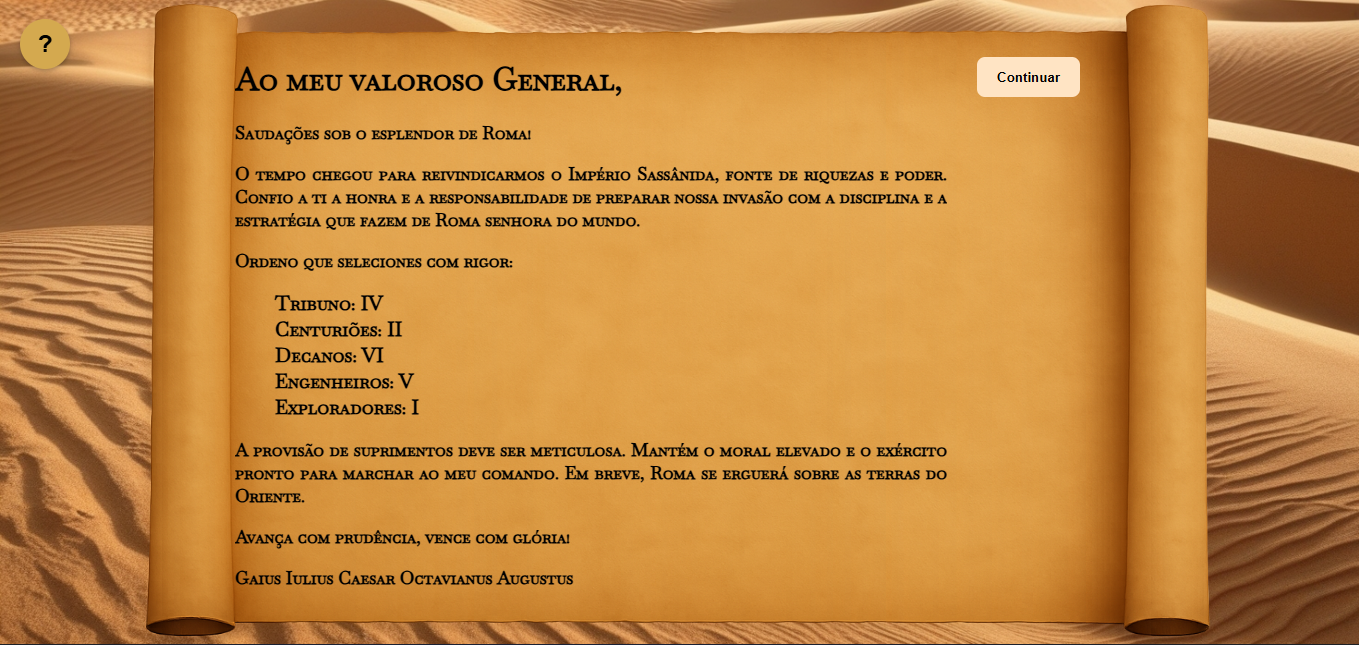 ?
Ao meu valoroso General,
Continuar
Saudações sob o esplendor de Roma!
O tempo chegou para reivindicarmos o Império Sassânida, fonte de riquezas e poder.
Confio a ti a honra e a responsabilidade de preparar nossa invasão com a disciplina e a
estratégia que fazem de Roma senhora do mundo.
Ordeno que seleciones com rigor:
Tribuno: IV
Centuriões: II
Decanos: VI
Engenheiros: V
Exploradores: I
A provisão de suprimentos deve ser meticulosa. Mantém o moral elevado e o exército
pronto para marchar ao meu comando. Em breve, Roma se erguerá sobre as terras do
Oriente.
Avança com prudência, vence com glória!
Gaius Iulius Caesar Octavianus Augustus